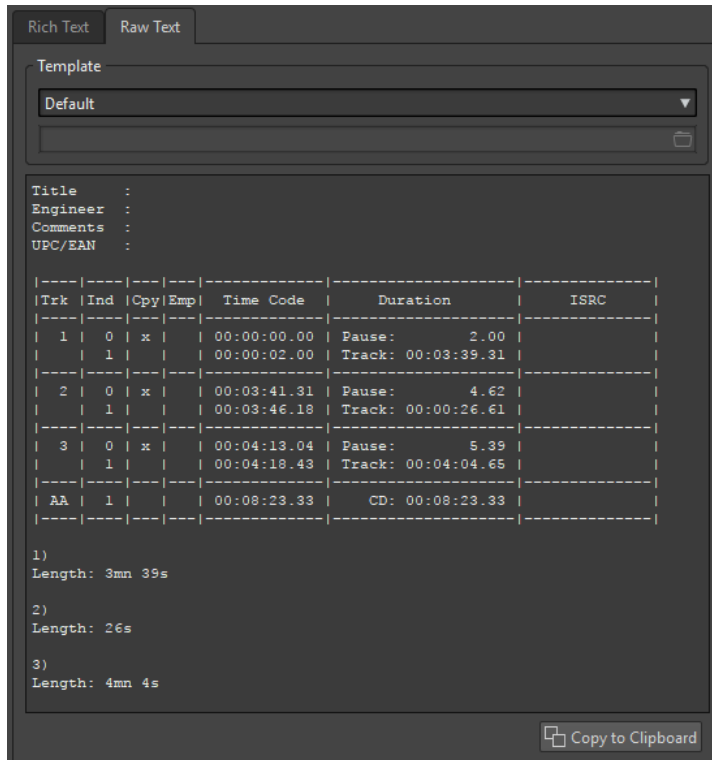 Rich Text Raw Text
Template
Default
Title      :
Engineer   :
Comments   :
UPC/EAN    :
|----|----|---|---|-------------|--------------------|--------------|
|Trk |Ind |Cpy|Emp|  Time Code  |     Duration       |     ISRC     |
|----|----|---|---|-------------|--------------------|--------------|
|  1 |  0 | x |   | 00:00:00.00 | Pause:        2.00 |              |
|    |  1 |   |   | 00:00:02.00 | Track: 00:03:39.31 |              |
|----|----|---|---|-------------|--------------------|--------------|
|  2 |  0 | x |   | 00:03:41.31 | Pause:        4.62 |              |
|    |  1 |   |   | 00:03:46.18 | Track: 00:00:26.61 |              |
|----|----|---|---|-------------|--------------------|--------------|
|  3 |  0 | x |   | 00:04:13.04 | Pause:        5.39 |              |
|    |  1 |   |   | 00:04:18.43 | Track: 00:04:04.65 |              |
|----|----|---|---|-------------|--------------------|--------------|
| AA |  1 |   |   | 00:08:23.33 |    CD: 00:08:23.33 |              |
|----|----|---|---|-------------|--------------------|--------------|
1)
Length: 3mn 39s
2)
Length: 26s
3)
Length: 4mn 4s
Copy to Clipboard